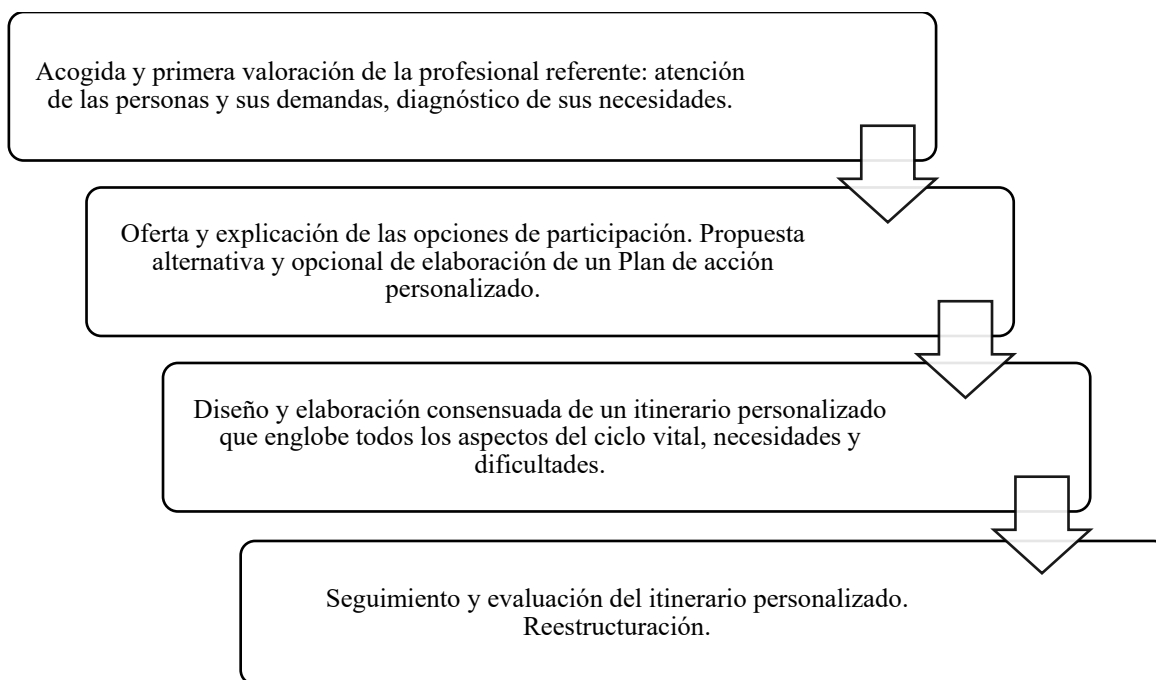 Acogida y primera valoración de la profesional referente: atención
de las personas y sus demandas, diagnóstico de sus necesidades.
Oferta y explicación de las opciones de participación. Propuesta
alternativa y opcional de elaboración de un Plan de acción
personalizado.
Diseño y elaboración consensuada de un itinerario personalizado
que englobe todos los aspectos del ciclo vital, necesidades y
dificultades.
Seguimiento y evaluación del itinerario personalizado.
Reestructuración.